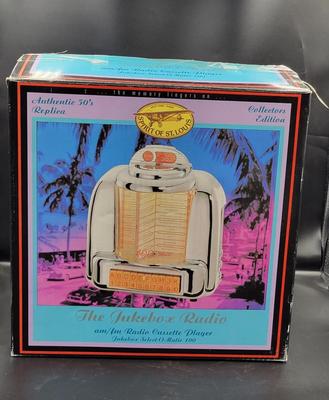 ... the memory lingers on ...
Authentic 50's
Replica
SPIRIT OF ST. LOUIS
Collectors
Edition
The Jukebox Radio
am/fm Radio Cassette Player
Jukebox Select-O-Matic 100